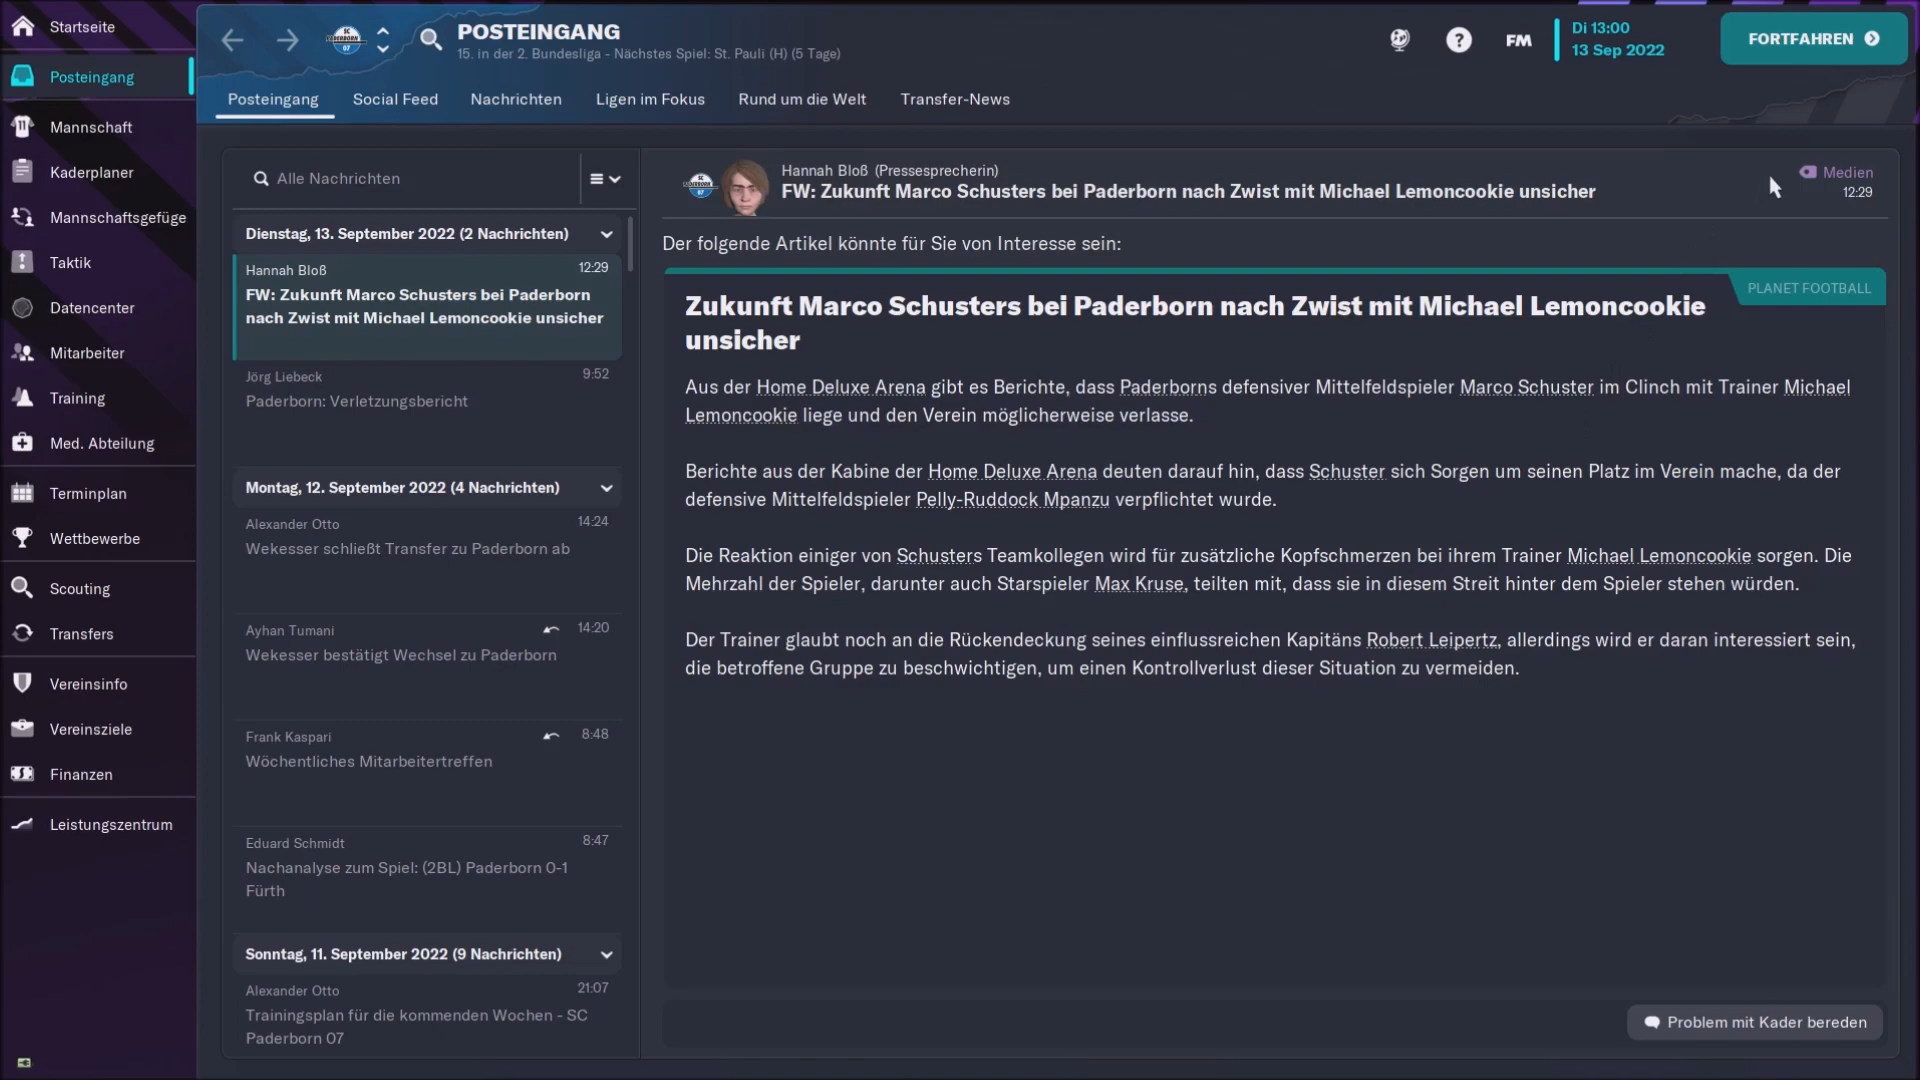 Startseite
Posteingang
Mannschaft
Kaderplaner
Mannschaftsgefüge
Taktik
Datencenter
Mitarbeiter
Training
Med. Abteilung
Terminplan
Wettbewerbe
Scouting
Transfers
Vereinsinfo
Vereinsziele
Finanzen
Leistungszentrum
POSTEINGANG
15. in der 2. Bundesliga - Nächstes Spiel: St. Pauli (H) (5 Tage)
FM
Di 13:00
13 Sep 2022
FORTFAHREN
Posteingang Social Feed Nachrichten Ligen im Fokus Rund um die Welt Transfer-News
Alle Nachrichten
Dienstag, 13. September 2022 (2 Nachrichten)
Hannah Bloß 12:29
FW: Zukunft Marco Schusters bei Paderborn
nach Zwist mit Michael Lemoncookie unsicher
Jörg Liebeck 9:52
Paderborn: Verletzungsbericht
Montag, 12. September 2022 (4 Nachrichten)
Alexander Otto 14:24
Wekesser schließt Transfer zu Paderborn ab
Ayhan Tumani 14:20
Wekesser bestätigt Wechsel zu Paderborn
Frank Kaspari 8:48
Wöchentliches Mitarbeitertreffen
Eduard Schmidt 8:47
Nachanalyse zum Spiel: (2BL) Paderborn 0-1
Fürth
Sonntag, 11. September 2022 (9 Nachrichten)
Alexander Otto 21:07
Trainingsplan für die kommenden Wochen - SC
Paderborn 07
Hannah Bloß (Pressesprecherin)
FW: Zukunft Marco Schusters bei Paderborn nach Zwist mit Michael Lemoncookie unsicher
Medien
12:29
Der folgende Artikel könnte für Sie von Interesse sein:
PLANET FOOTBALL
Zukunft Marco Schusters bei Paderborn nach Zwist mit Michael Lemoncookie
unsicher
Aus der Home Deluxe Arena gibt es Berichte, dass Paderborns defensiver Mittelfeldspieler Marco Schuster im Clinch mit Trainer Michael
Lemoncookie liege und den Verein möglicherweise verlasse.
Berichte aus der Kabine der Home Deluxe Arena deuten darauf hin, dass Schuster sich Sorgen um seinen Platz im Verein mache, da der
defensive Mittelfeldspieler Pelly-Ruddock Mpanzu verpflichtet wurde.
Die Reaktion einiger von Schusters Teamkollegen wird für zusätzliche Kopfschmerzen bei ihrem Trainer Michael Lemoncookie sorgen. Die
Mehrzahl der Spieler, darunter auch Starspieler Max Kruse, teilten mit, dass sie in diesem Streit hinter dem Spieler stehen würden.
Der Trainer glaubt noch an die Rückendeckung seines einflussreichen Kapitäns Robert Leipertz, allerdings wird er daran interessiert sein,
die betroffene Gruppe zu beschwichtigen, um einen Kontrollverlust dieser Situation zu vermeiden.
Problem mit Kader bereden